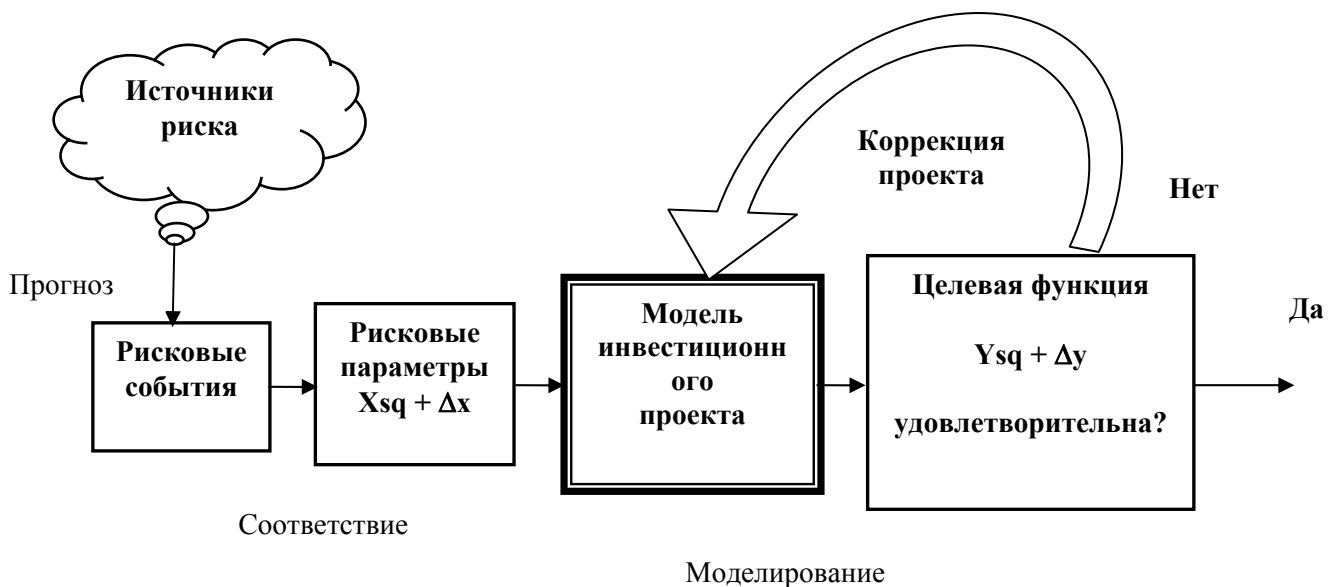 Источники
риска
Прогноз
Рисковые
события
Рисковые
параметры
Xsq + Δx
Соответствие
Модель
инвестиционн
ого
проекта
Моделирование
Коррекция
проекта
Целевая функция
Ysq + Δy
удовлетворительна?
Нет
Да